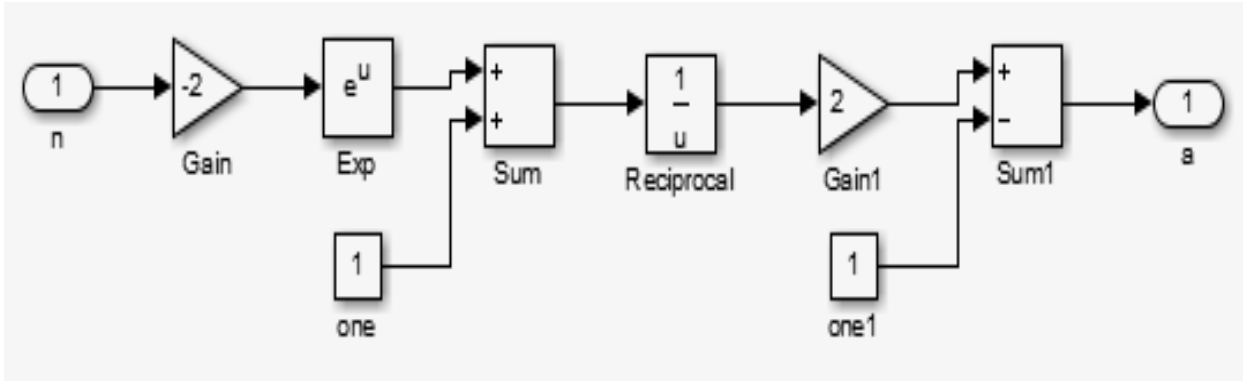 1
n
-2
Gain
e^u
Exp
+
+
Sum
1
one
1
u
Reciprocal
2
Gain1
+
−
Sum1
1
one1
1
a